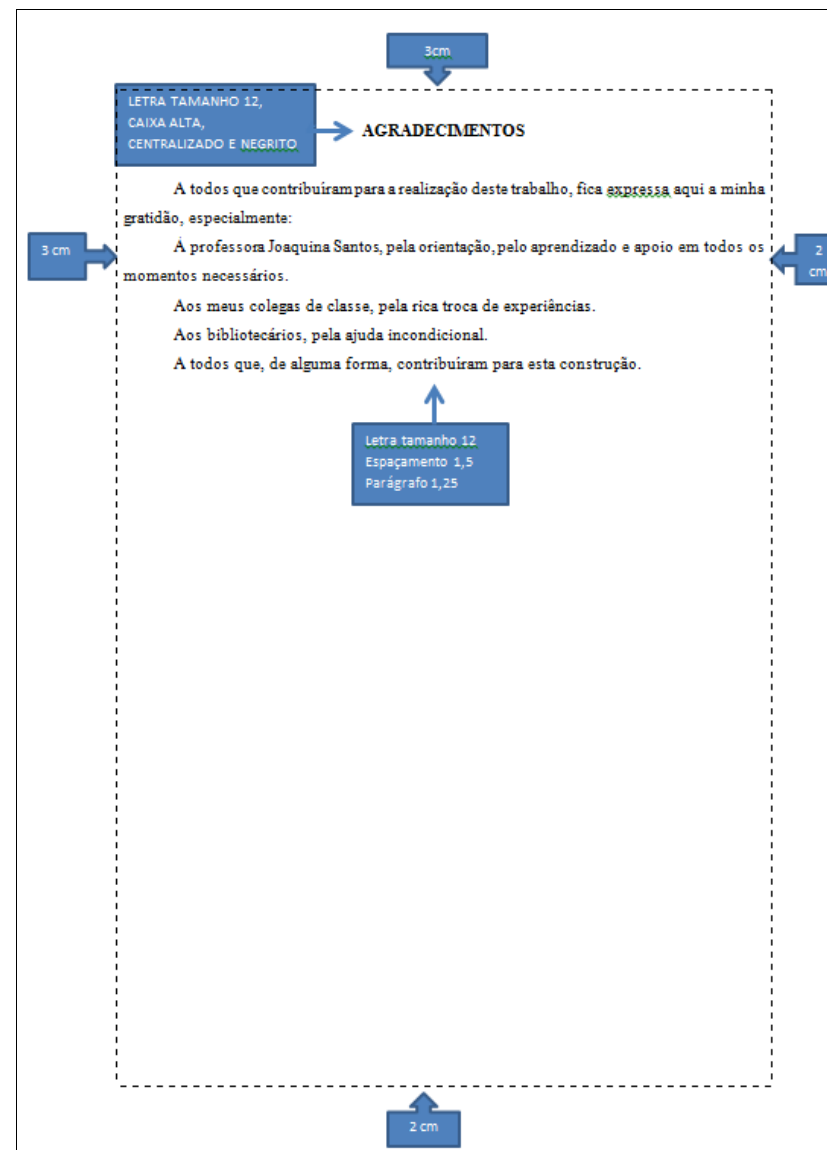 3cm
LETRA TAMANHO 12,
CAIXA ALTA,
CENTRALIZADO E NEGRITO
AGRADECIMENTOS
A todos que contribuíram para a realização deste trabalho, fica expressa aqui a minha
gratidão, especialmente:
3 cm
À professora Joaquina Santos, pela orientação, pelo aprendizado e apoio em todos os
momentos necessários.
2
cm
Aos meus colegas de classe, pela rica troca de experiências.
Aos bibliotecários, pela ajuda incondicional.
A todos que, de alguma forma, contribuíram para esta construção.
Letra tamanho 12
Espaçamento 1,5
Parágrafo 1,25
2 cm